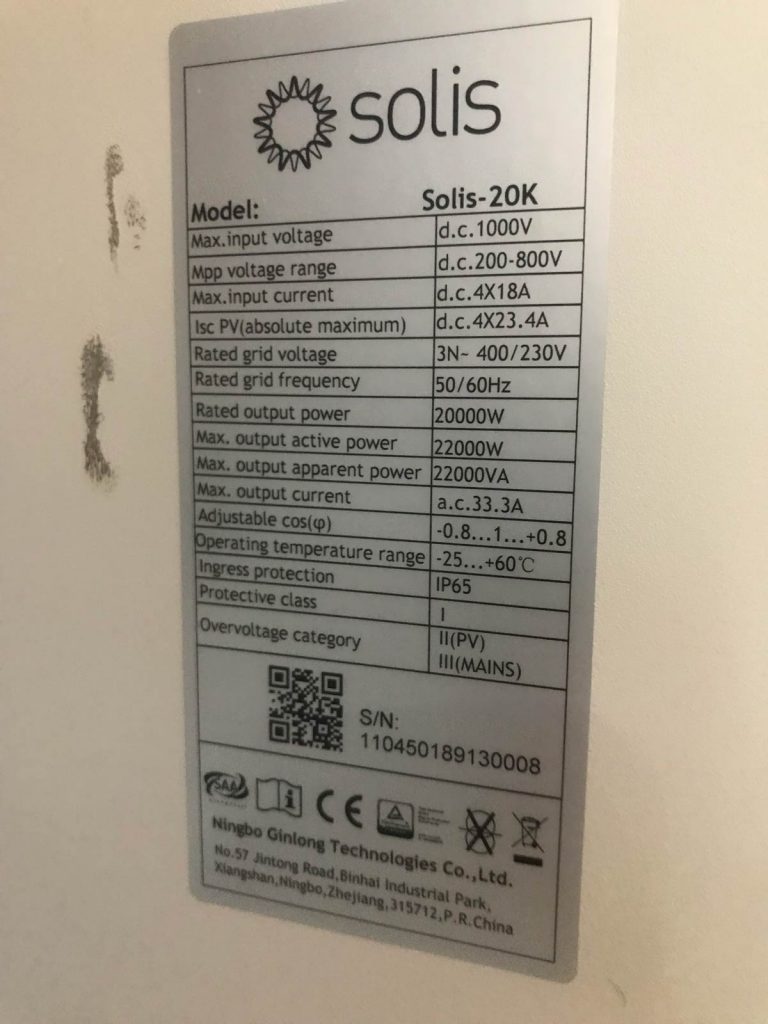 solis
Model: Solis-20K
Max.input voltage d.c.1000V
Mpp voltage range d.c.200-800V
Max.input current d.c.4X18A
Isc PV(absolute maximum) d.c.4X23.4A
Rated grid voltage 3N~ 400/230V
Rated grid frequency 50/60Hz
Rated output power 20000W
Max. output active power 22000W
Max. output apparent power 22000VA
Max. output current a.c.33.3A
Adjustable cos(φ) -0.8...1...+0.8
Operating temperature range -25...+60℃
Ingress protection IP65
Protective class I
Overvoltage category II(PV)
III(MAINS)
S/N:
110450189130008
SAA
i
CE
Ningbo Ginlong Technologies Co.,Ltd.
No.57 Jintong Road,Binhai Industrial Park,
Xiangshan,Ningbo,Zhejiang,315712,P.R.China